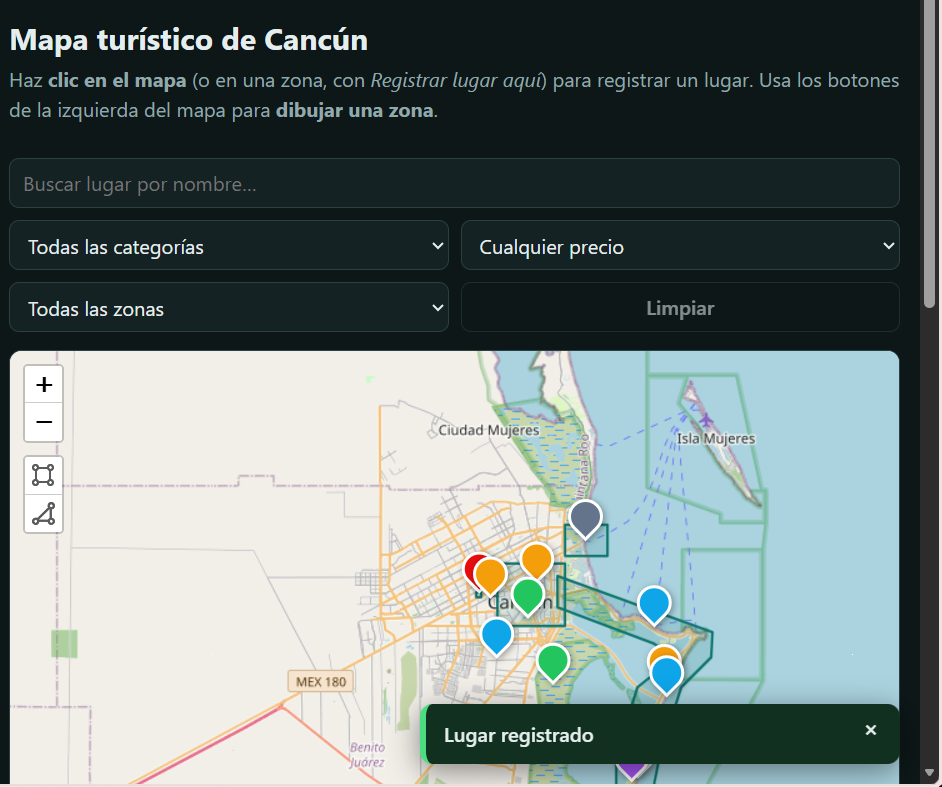 Mapa turístico de Cancún
Haz clic en el mapa (o en una zona, con Registrar lugar aquí) para registrar un lugar. Usa los botones
de la izquierda del mapa para dibujar una zona.
Buscar lugar por nombre...
Todas las categorías
Cualquier precio
Todas las zonas
Limpiar
+
−
Ciudad Mujeres
Isla Mujeres
MEX 180
Benito
Juárez
Lugar registrado
×